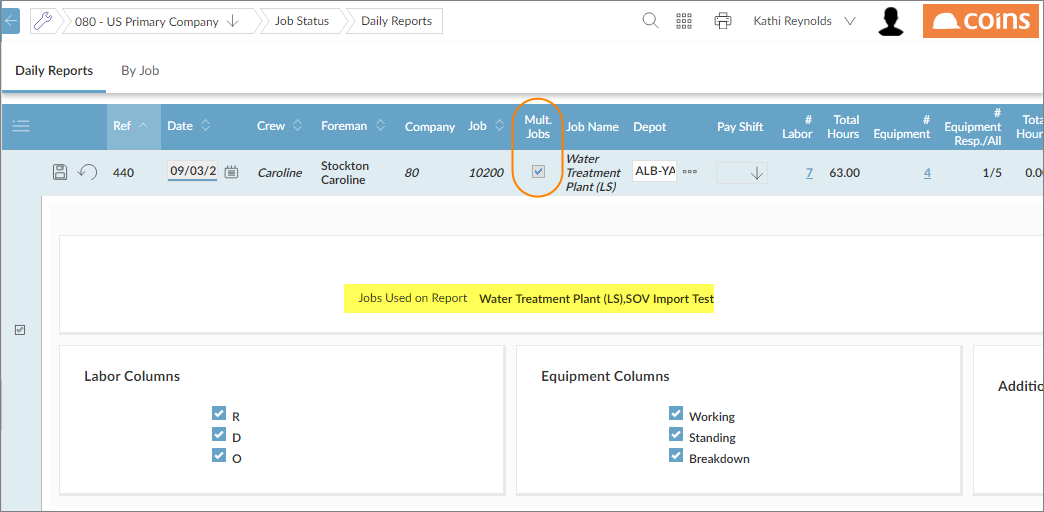 080 - US Primary Company Job Status Daily Reports Kathi Reynolds coins
Daily Reports By Job
Ref Date Crew Foreman Company Job Mult. Jobs Job Name Depot Pay Shift # Labor Total Hours # Equipment # Equipment Resp./All Tota Hour
440 09/03/2 Caroline Stockton Caroline 80 10200 Water Treatment Plant (LS) ALB-YA 7 63.00 4 1/5 0.00
Jobs Used on Report Water Treatment Plant (LS),SOV Import Test
Labor Columns Equipment Columns Additio
R Working
D Standing
O Breakdown